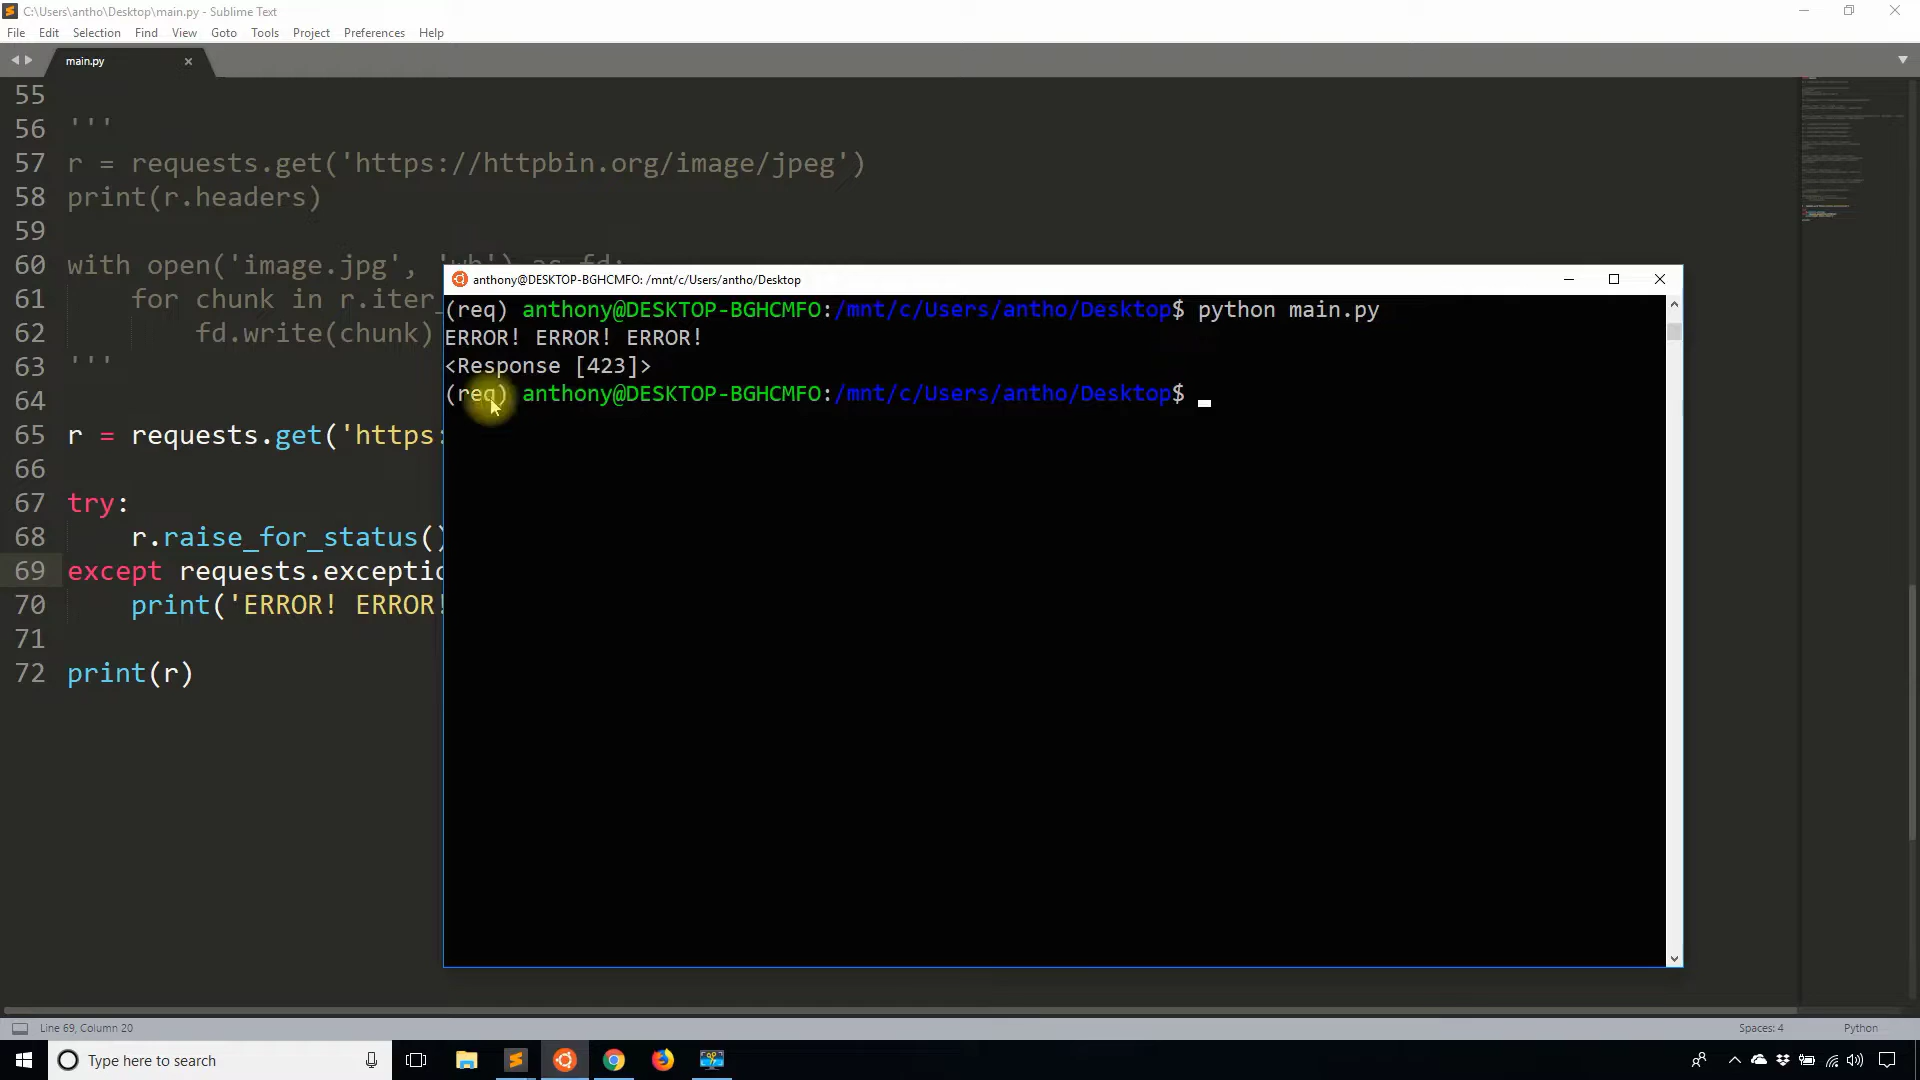 C:\Users\antho\Desktop\main.py - Sublime Text
File Edit Selection Find View Goto Tools Project Preferences Help
main.py
55
56 '''
57 r = requests.get('https://httpbin.org/image/jpeg')
58 print(r.headers)
59
60 with open('image.jpg', 'wb') as fd:
61 for chunk in r.iter_
62 fd.write(chunk)
63 '''
64
65 r = requests.get('https:
66
67 try:
68 r.raise_for_status()
69 except requests.exceptio
70 print('ERROR! ERROR!
71
72 print(r)
anthony@DESKTOP-BGHCMFO: /mnt/c/Users/antho/Desktop
(req) anthony@DESKTOP-BGHCMFO:/mnt/c/Users/antho/Desktop$ python main.py
ERROR! ERROR! ERROR!
<Response [423]>
(req) anthony@DESKTOP-BGHCMFO:/mnt/c/Users/antho/Desktop$
Line 69, Column 20
Spaces: 4
Python
Type here to search